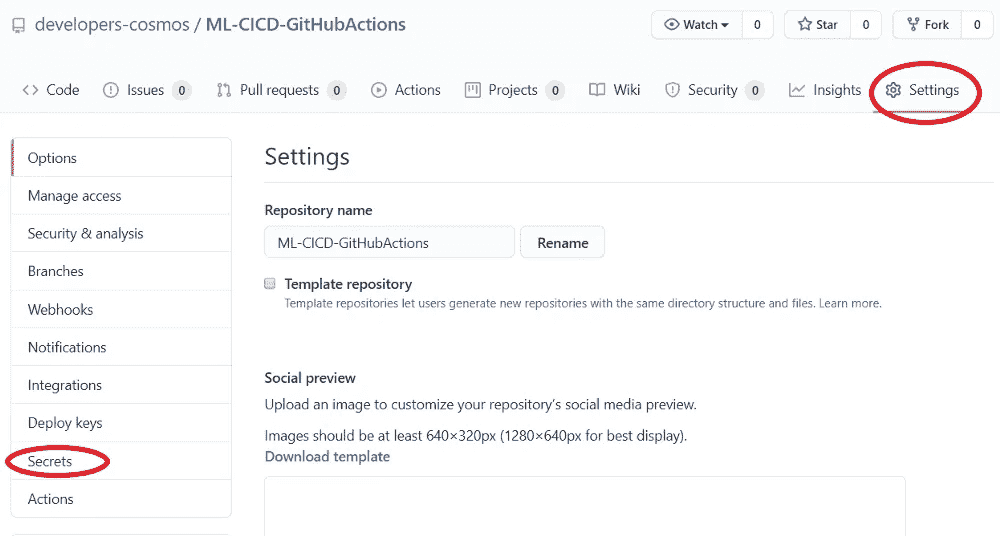 developers-cosmos / ML-CICD-GitHubActions
Watch 0 Star 0 Fork 0
Code Issues 0 Pull requests 0 Actions Projects 0 Wiki Security 0 Insights Settings
Options
Manage access
Security & analysis
Branches
Webhooks
Notifications
Integrations
Deploy keys
Secrets
Actions
Settings
Repository name
ML-CICD-GitHubActions Rename
Template repository
Template repositories let users generate new repositories with the same directory structure and files. Learn more.
Social preview
Upload an image to customize your repository's social media preview.
Images should be at least 640×320px (1280×640px for best display).
Download template